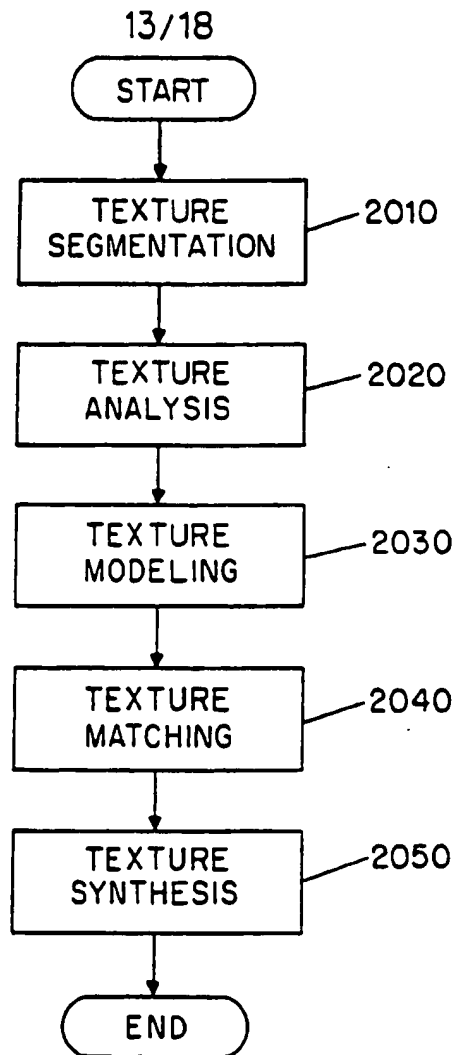 13/18
START
TEXTURE
SEGMENTATION
2010
TEXTURE
ANALYSIS
2020
TEXTURE
MODELING
2030
TEXTURE
MATCHING
2040
TEXTURE
SYNTHESIS
2050
END